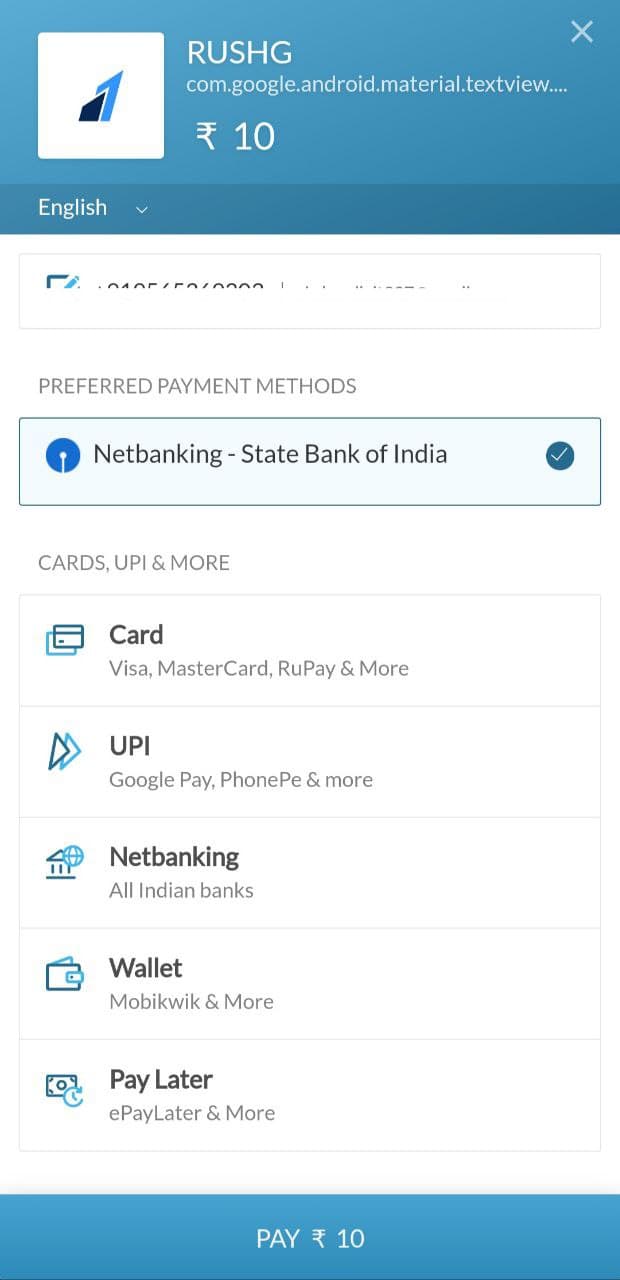 RUSHG
com.google.android.material.textview....
₹ 10
English
PREFERRED PAYMENT METHODS
Netbanking - State Bank of India
CARDS, UPI & MORE
Card
Visa, MasterCard, RuPay & More
UPI
Google Pay, PhonePe & more
Netbanking
All Indian banks
Wallet
Mobikwik & More
Pay Later
ePayLater & More
PAY ₹ 10